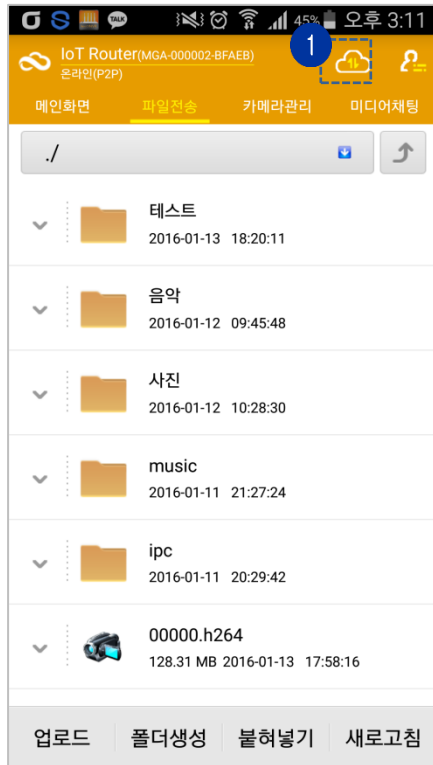 TALK 45% 오후 3:11
1
IoT Router(MGA-000002-BFAEB)
온라인(P2P)
메인화면 파일전송 카메라관리 미디어채팅
./
테스트
2016-01-13 18:20:11
음악
2016-01-12 09:45:48
사진
2016-01-12 10:28:30
music
2016-01-11 21:27:24
ipc
2016-01-11 20:29:42
00000.h264
128.31 MB 2016-01-13 17:58:16
업로드 폴더생성 붙혀넣기 새로고침